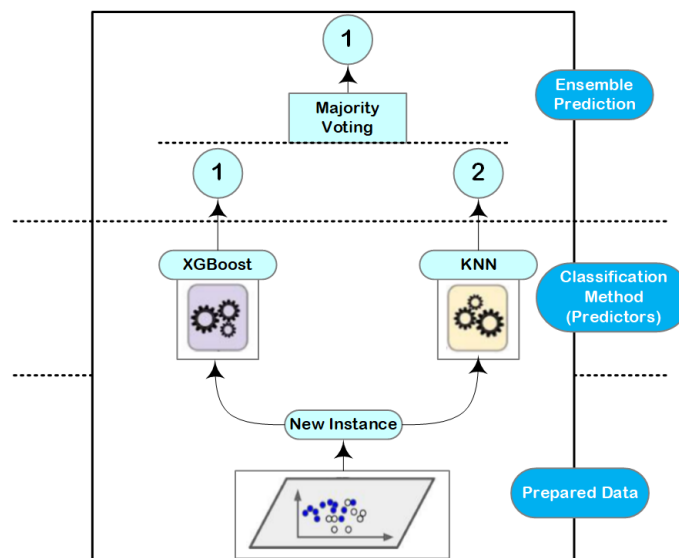 1
Majority
Voting
Ensemble
Prediction
1
2
XGBoost
KNN
Classification
Method
(Predictors)
New Instance
Prepared Data